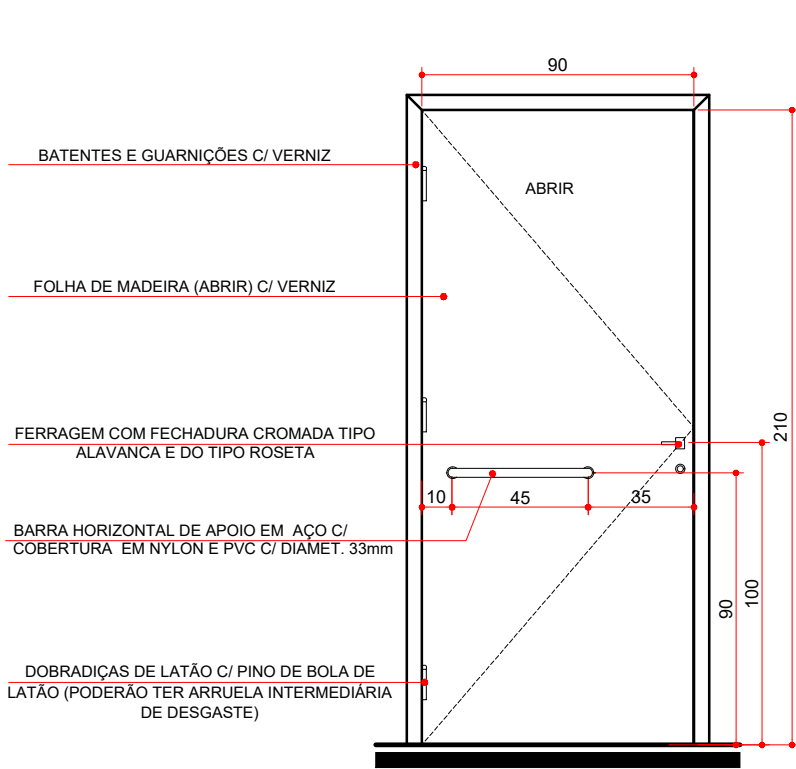 90
BATENTES E GUARNIÇÕES C/ VERNIZ
ABRIR
FOLHA DE MADEIRA (ABRIR) C/ VERNIZ
210
FERRAGEM COM FECHADURA CROMADA TIPO
ALAVANCA E DO TIPO ROSETA
10
45
35
BARRA HORIZONTAL DE APOIO EM AÇO C/
COBERTURA EM NYLON E PVC C/ DIAMET. 33mm
90
100
DOBRADIÇAS DE LATÃO C/ PINO DE BOLA DE
LATÃO (PODERÃO TER ARRUELA INTERMEDIÁRIA
DE DESGASTE)